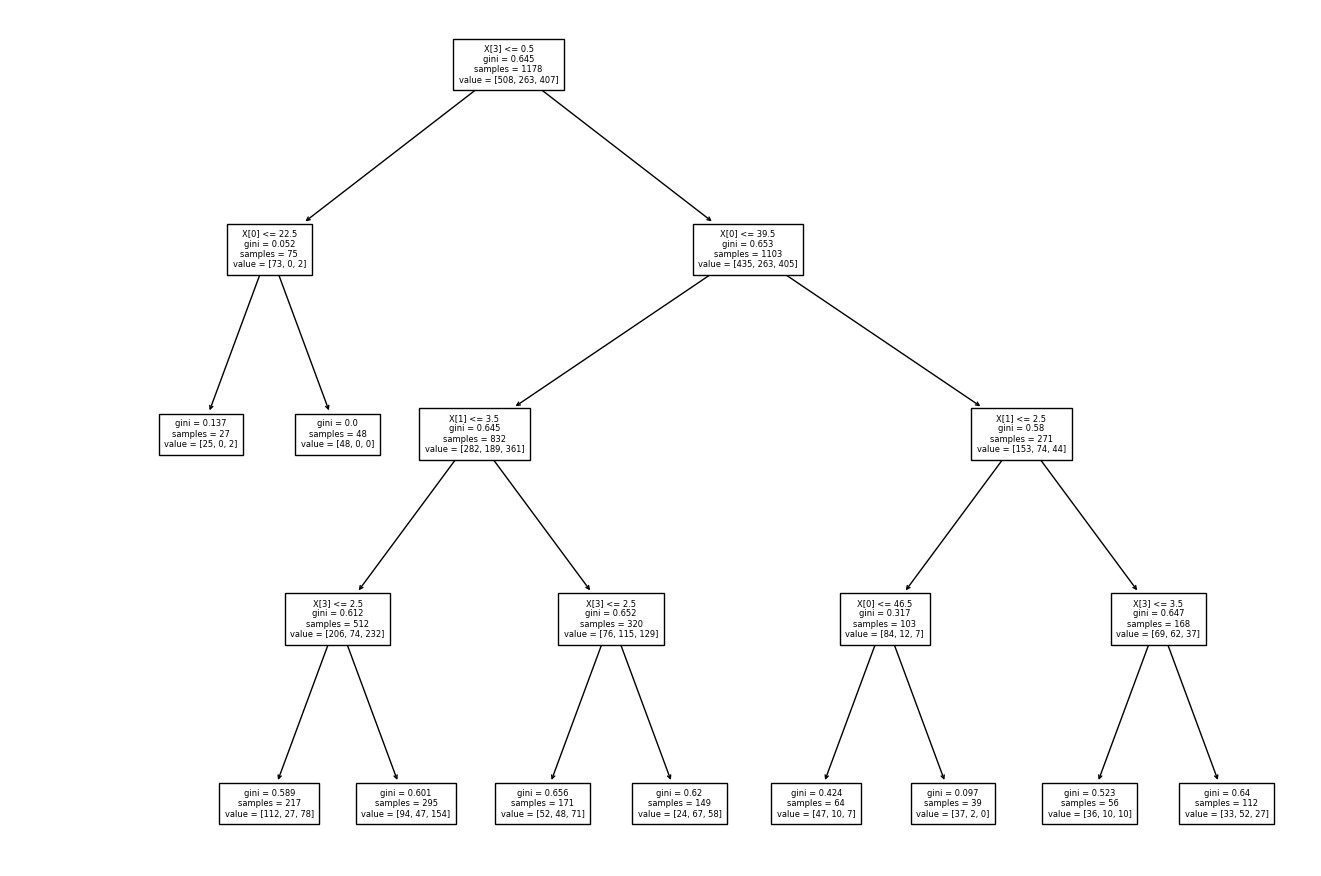 X[3] <= 0.5
gini = 0.645
samples = 1178
value = [508, 263, 407]
X[0] <= 22.5
gini = 0.052
samples = 75
value = [73, 0, 2]
X[0] <= 39.5
gini = 0.653
samples = 1103
value = [435, 263, 405]
gini = 0.137
samples = 27
value = [25, 0, 2]
gini = 0.0
samples = 48
value = [48, 0, 0]
X[1] <= 3.5
gini = 0.645
samples = 832
value = [282, 189, 361]
X[1] <= 2.5
gini = 0.58
samples = 271
value = [153, 74, 44]
X[3] <= 2.5
gini = 0.612
samples = 512
value = [206, 74, 232]
X[3] <= 2.5
gini = 0.652
samples = 320
value = [76, 115, 129]
X[0] <= 46.5
gini = 0.317
samples = 103
value = [84, 12, 7]
X[3] <= 3.5
gini = 0.647
samples = 168
value = [69, 62, 37]
gini = 0.589
samples = 217
value = [112, 27, 78]
gini = 0.601
samples = 295
value = [94, 47, 154]
gini = 0.656
samples = 171
value = [52, 48, 71]
gini = 0.62
samples = 149
value = [24, 67, 58]
gini = 0.424
samples = 64
value = [47, 10, 7]
gini = 0.097
samples = 39
value = [37, 2, 0]
gini = 0.523
samples = 56
value = [36, 10, 10]
gini = 0.64
samples = 112
value = [33, 52, 27]